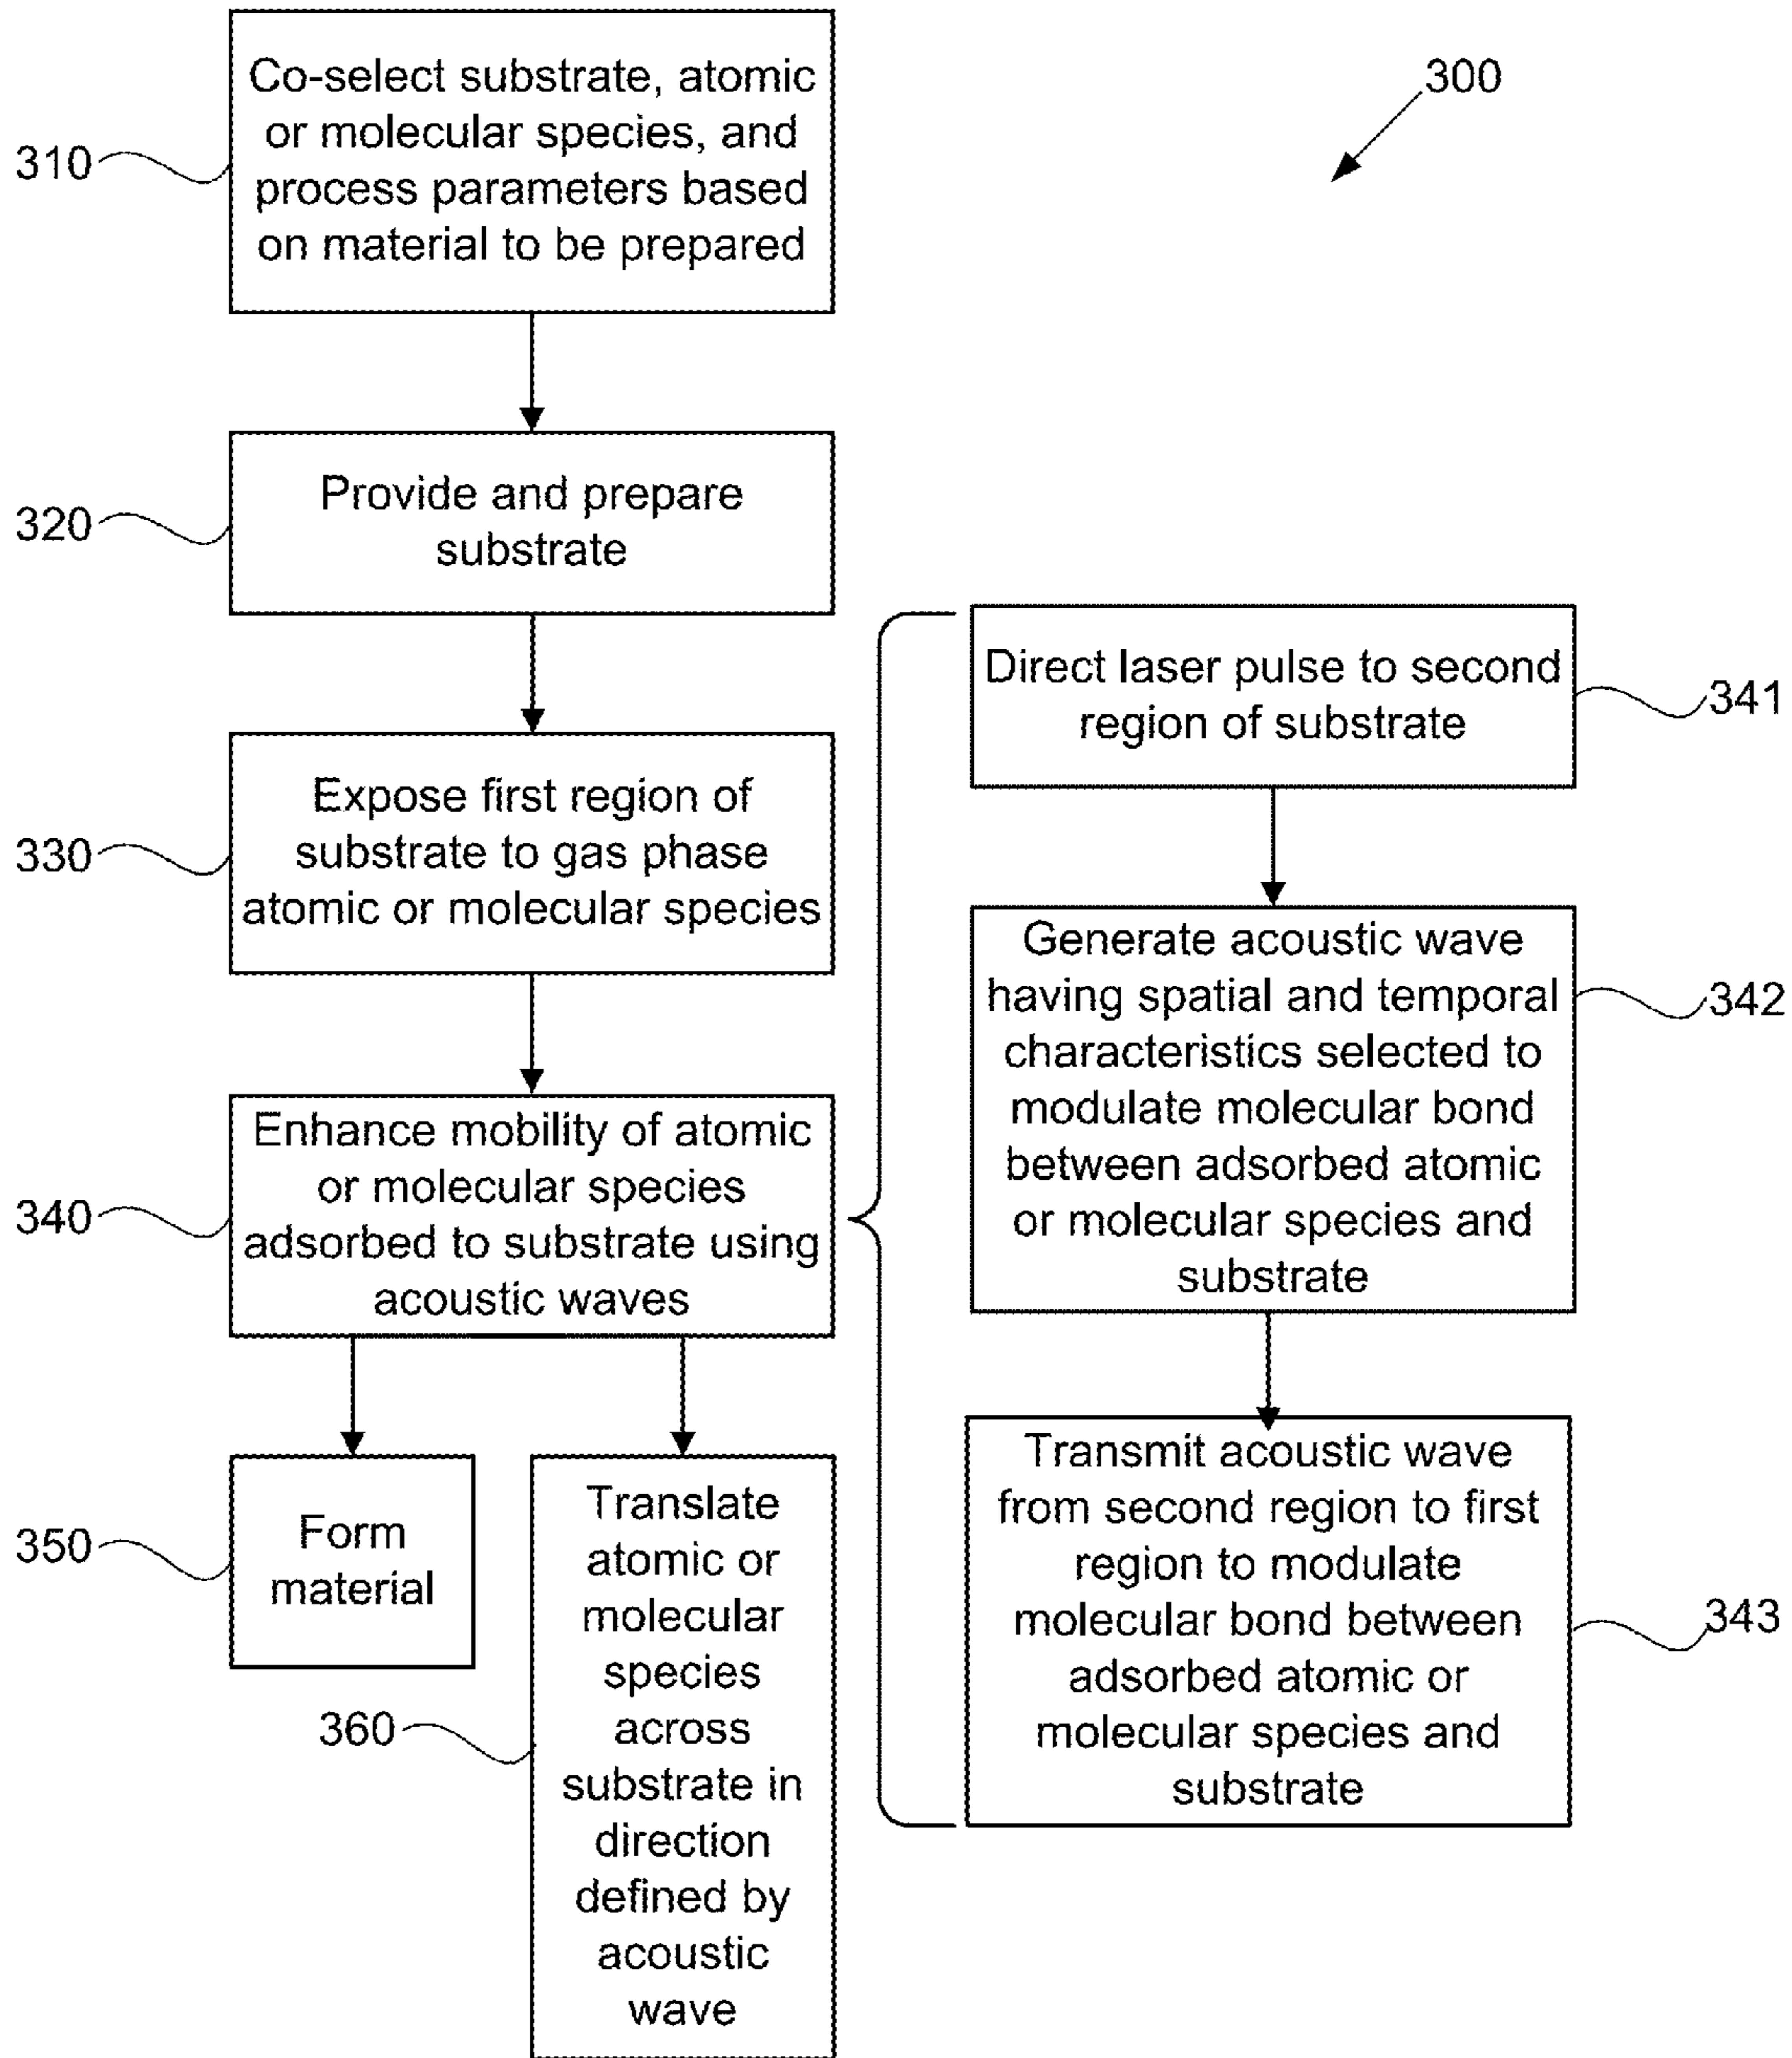 300
310
Co-select substrate, atomic
or molecular species, and
process parameters based
on material to be prepared
320
Provide and prepare
substrate
330
Expose first region of
substrate to gas phase
atomic or molecular species
340
Enhance mobility of atomic
or molecular species
adsorbed to substrate using
acoustic waves
341
Direct laser pulse to second
region of substrate
342
Generate acoustic wave
having spatial and temporal
characteristics selected to
modulate molecular bond
between adsorbed atomic
or molecular species and
substrate
343
Transmit acoustic wave
from second region to first
region to modulate
molecular bond between
adsorbed atomic or
molecular species and
substrate
350
Form
material
360
Translate
atomic or
molecular
species
across
substrate in
direction
defined by
acoustic
wave